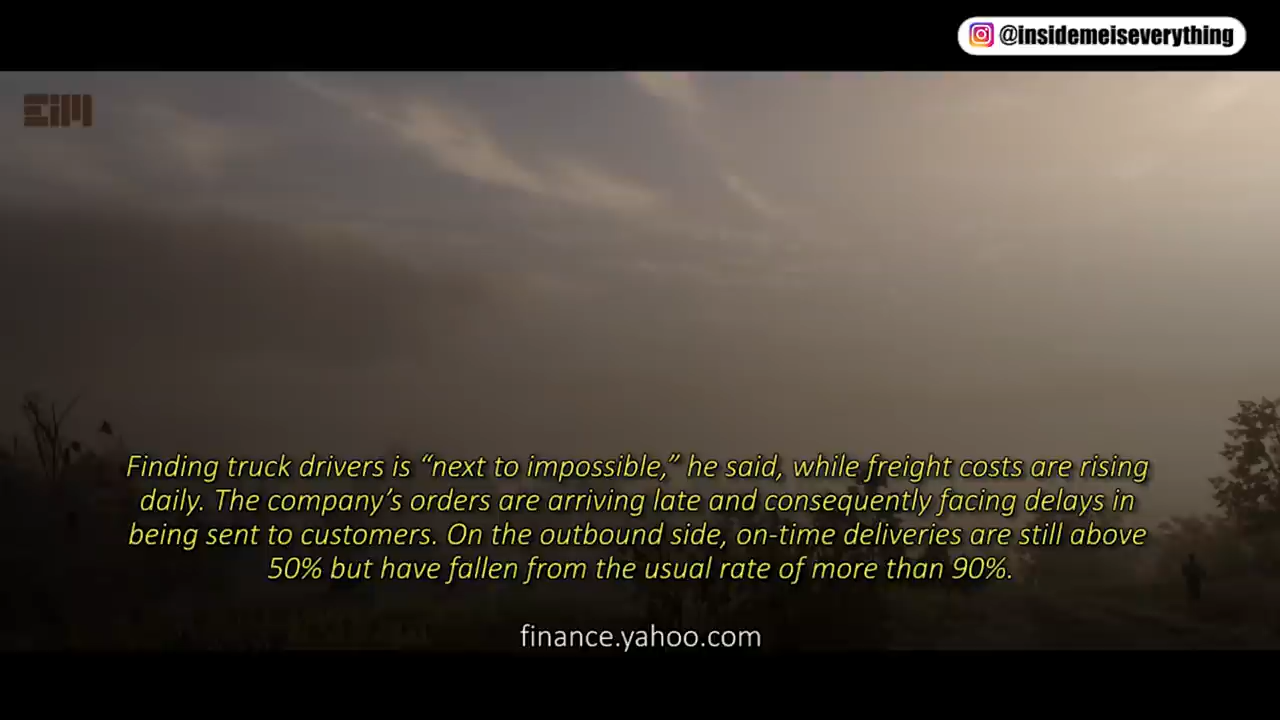 @insidemeiseverything
EiM
Finding truck drivers is “next to impossible,” he said, while freight costs are rising
daily. The company’s orders are arriving late and consequently facing delays in
being sent to customers. On the outbound side, on-time deliveries are still above
50% but have fallen from the usual rate of more than 90%.
finance.yahoo.com